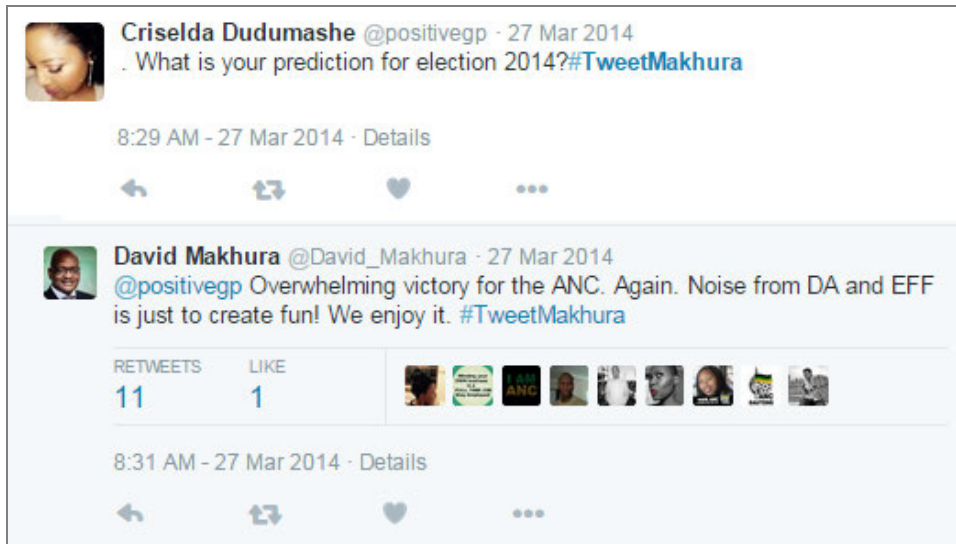 Criselda Dudumashe @positivegp · 27 Mar 2014
. What is your prediction for election 2014?#TweetMakhura
8:29 AM - 27 Mar 2014 · Details
David Makhura @David_Makhura · 27 Mar 2014
@positivegp Overwhelming victory for the ANC. Again. Noise from DA and EFF
is just to create fun! We enjoy it. #TweetMakhura
RETWEETS LIKE
11 1
I AM
ANC
8:31 AM - 27 Mar 2014 · Details